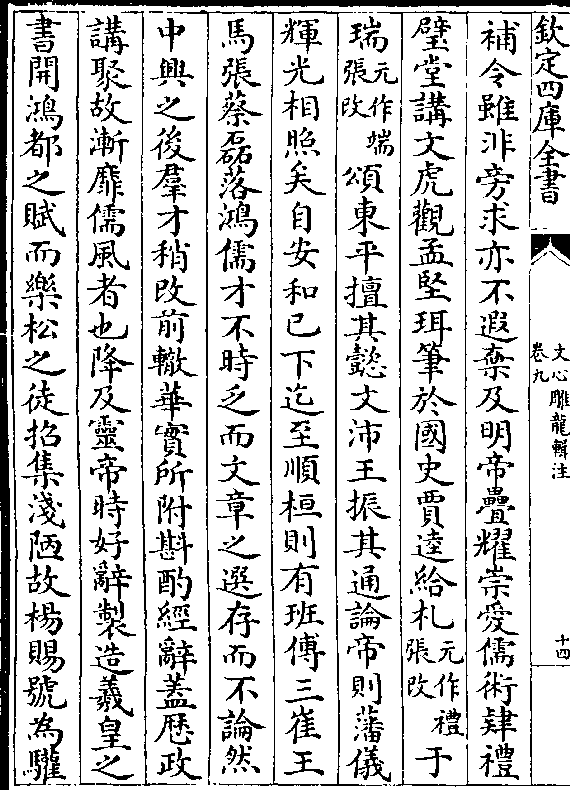 欽定四庫全書
文心雕龍輯注
卷九
十四
補令雖非旁求亦不遐棄及明帝疊耀崇愛儒術肄禮
璧堂講文虎觀孟堅珥筆於國史賈逵給札元作禮張改于
瑞元作端張改頌東平擅其懿文沛王振其通論帝則藩儀
輝光相照矣自安和已下迄至順桓則有班傅三崔王
馬張蔡磊落鴻儒才不時乏而文章之選存而不論然
中興之後羣才稍改前轍華實所附斟酌經辭蓋歴政
講聚故漸靡儒風者也降及靈帝時好辭製造羲皇之
書開鴻都之賦而樂松之徒招集淺陋故楊賜號為驩